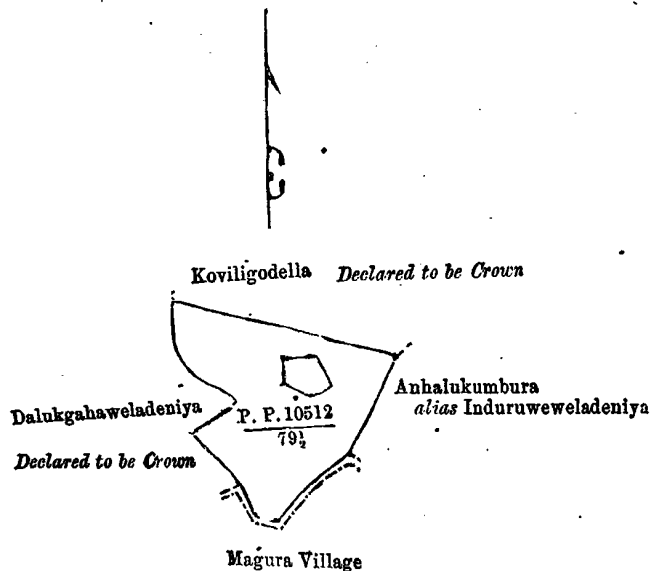 Koviligodella Declared to be Crown
Anhalukumbura
alias Induruweweladeniya
Dalukgahaweladeniya
Declared to be Crown
P. P. 10512
79½
Magura Village